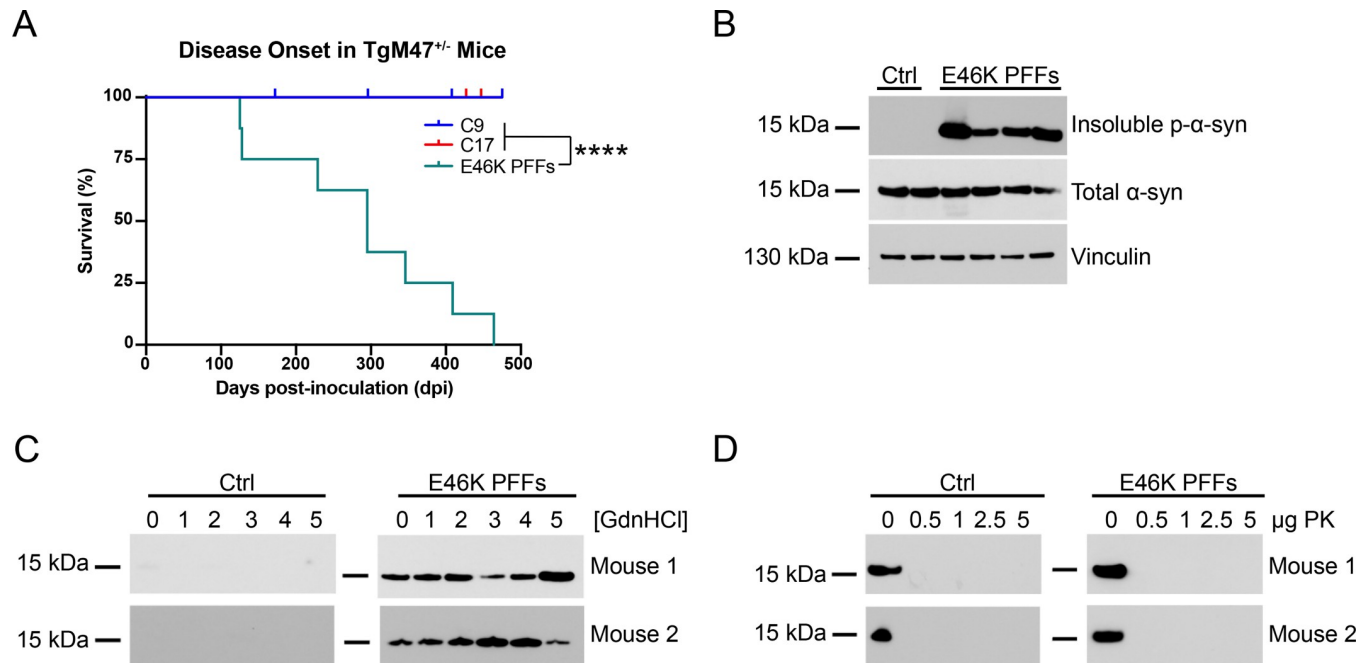 A
Disease Onset in TgM47+/- Mice
100
75
50
25
0
Survival (%)
0 100 200 300 400 500
Days post-inoculation (dpi)
C9
C17
E46K PFFs
****
B
Ctrl E46K PFFs
15 kDa Insoluble p-α-syn
15 kDa Total α-syn
130 kDa Vinculin
C
Ctrl E46K PFFs
0 1 2 3 4 5 0 1 2 3 4 5 [GdnHCl]
15 kDa Mouse 1
15 kDa Mouse 2
D
Ctrl E46K PFFs
0 0.5 1 2.5 5 0 0.5 1 2.5 5 µg PK
15 kDa Mouse 1
15 kDa Mouse 2